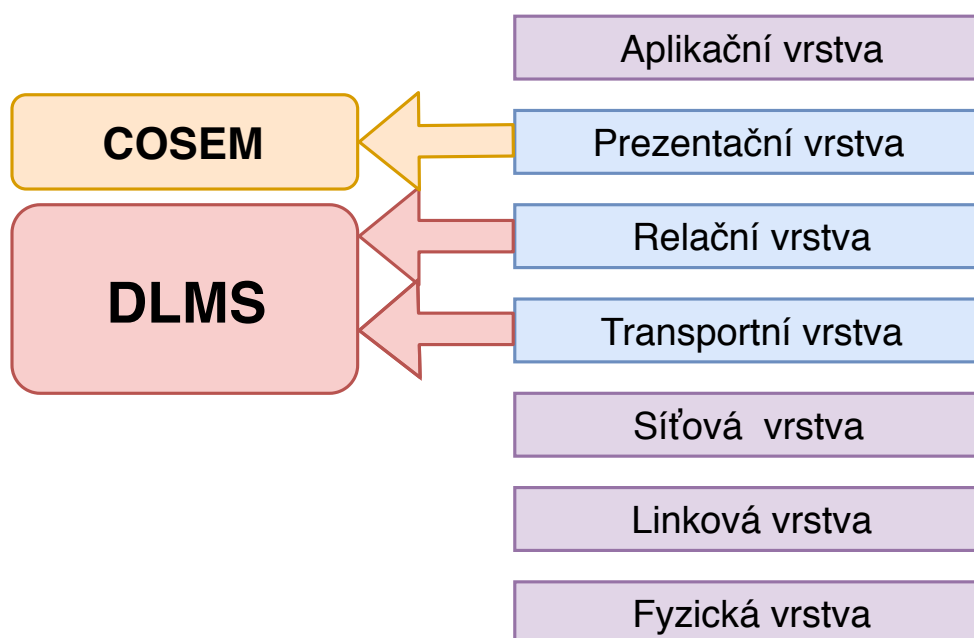 Aplikační vrstva
COSEM
Prezentační vrstva
Relační vrstva
DLMS
Transportní vrstva
Síťová vrstva
Linková vrstva
Fyzická vrstva